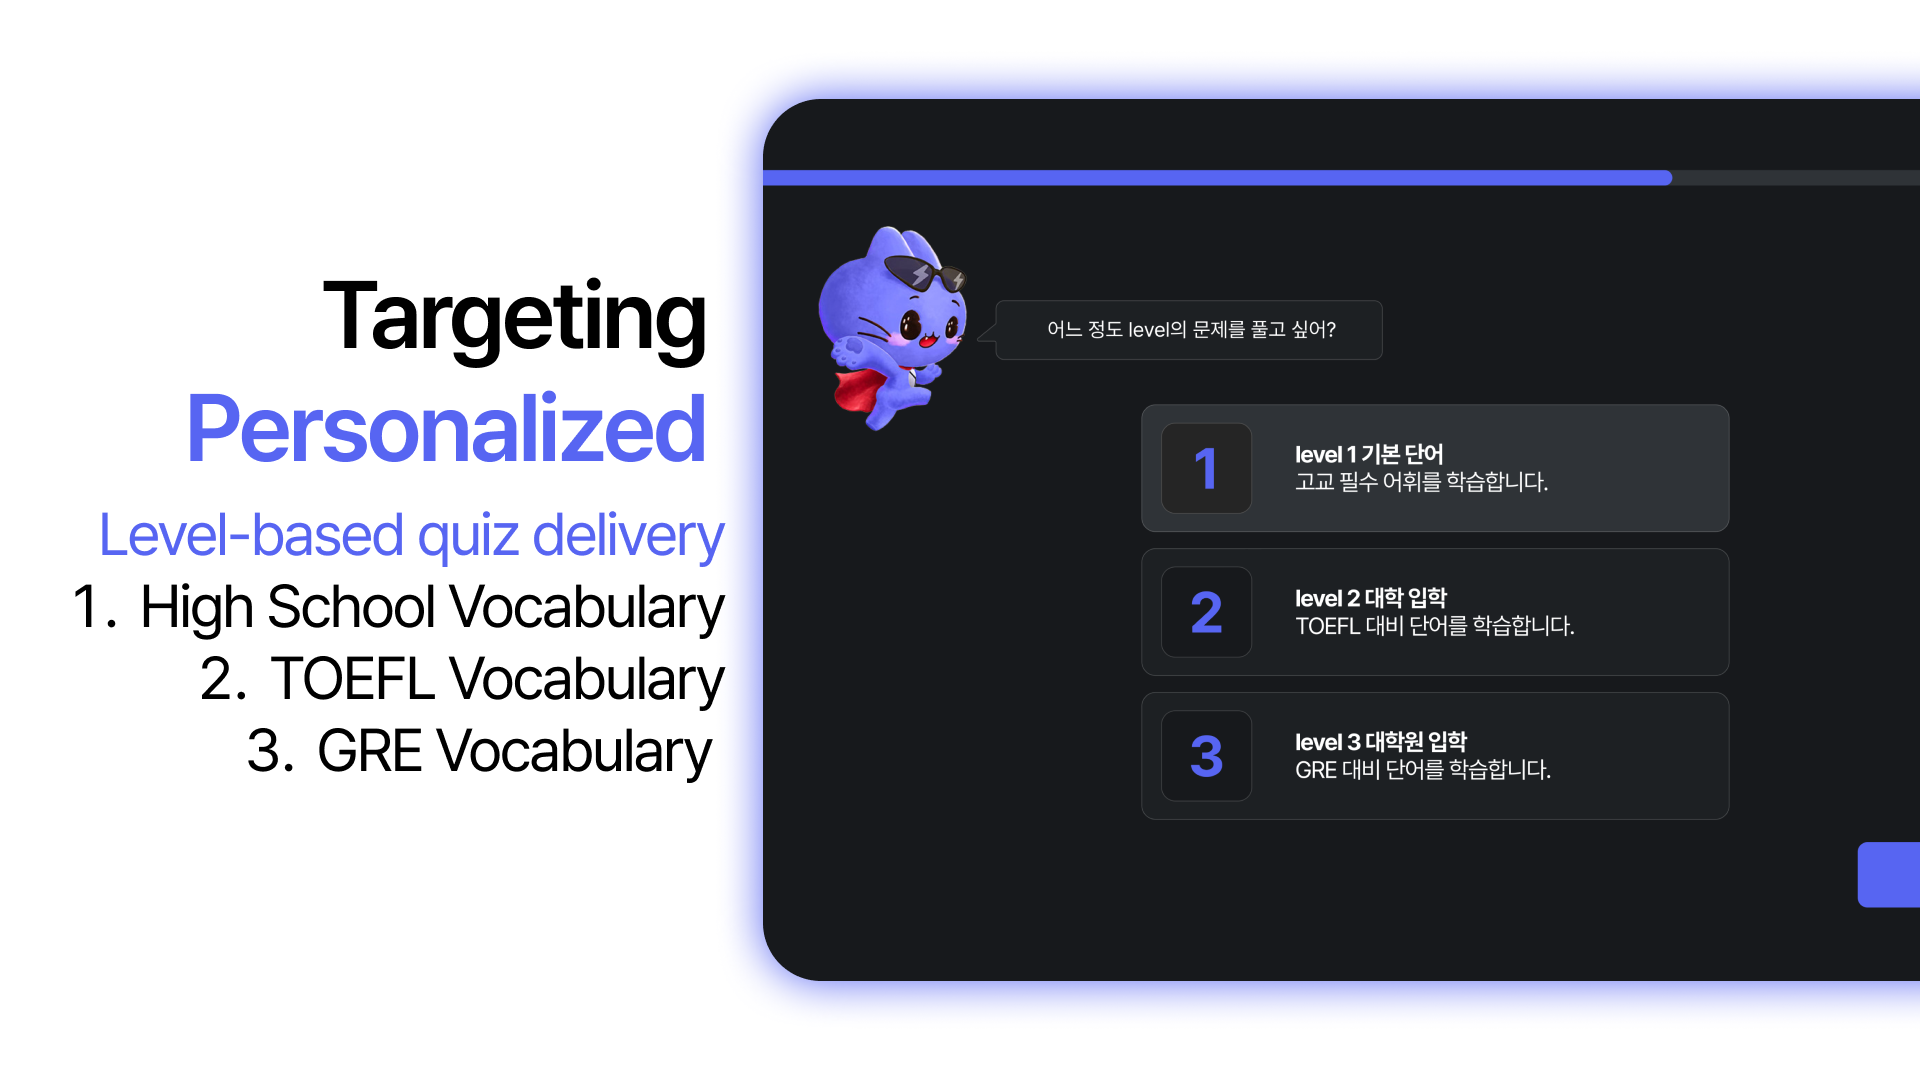 Targeting
Personalized
Level-based quiz delivery
1. High School Vocabulary
2. TOEFL Vocabulary
3. GRE Vocabulary
어느 정도 level의 문제를 풀고 싶어?
1
level 1 기본 단어
고교 필수 어휘를 학습합니다.
2
level 2 대학 입학
TOEFL 대비 단어를 학습합니다.
3
level 3 대학원 입학
GRE 대비 단어를 학습합니다.